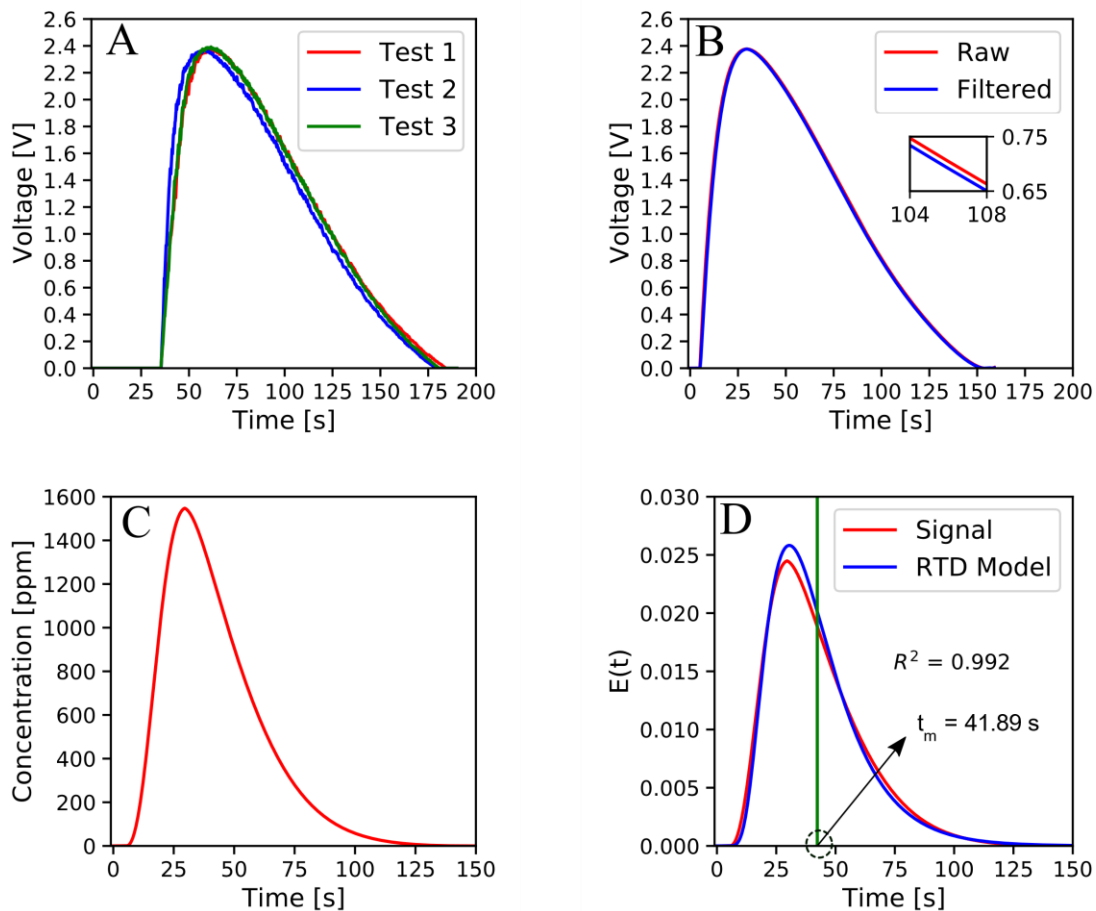 A
Test 1
Test 2
Test 3
Voltage [V]
2.6
2.4
2.2
2.0
1.8
1.6
1.4
1.2
1.0
0.8
0.6
0.4
0.2
0.0
0 25 50 75 100 125 150 175 200
Time [s]
B
Raw
Filtered
0.75
0.65
104 108
Voltage [V]
2.6
2.4
2.2
2.0
1.8
1.6
1.4
1.2
1.0
0.8
0.6
0.4
0.2
0.0
0 25 50 75 100 125 150 175 200
Time [s]
C
Concentration [ppm]
1600
1400
1200
1000
800
600
400
200
0
0 25 50 75 100 125 150
Time [s]
D
Signal
RTD Model
R² = 0.992
t_m = 41.89 s
E(t)
0.030
0.025
0.020
0.015
0.010
0.005
0.000
0 25 50 75 100 125 150
Time [s]